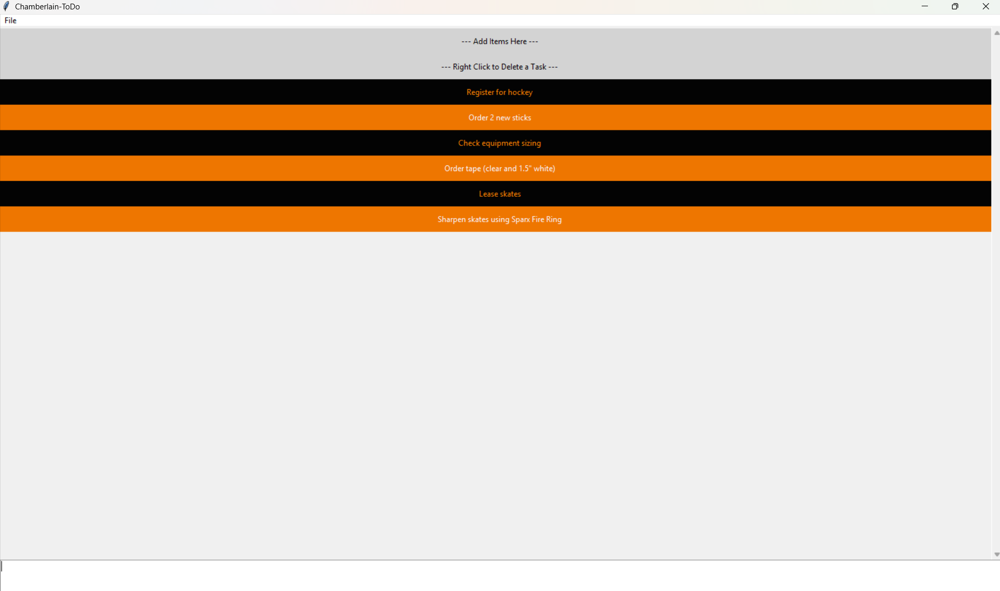 Chamberlain-ToDo
File
--- Add Items Here ---
--- Right Click to Delete a Task ---
Register for hockey
Order 2 new sticks
Check equipment sizing
Order tape (clear and 1.5" white)
Lease skates
Sharpen skates using Sparx Fire Ring